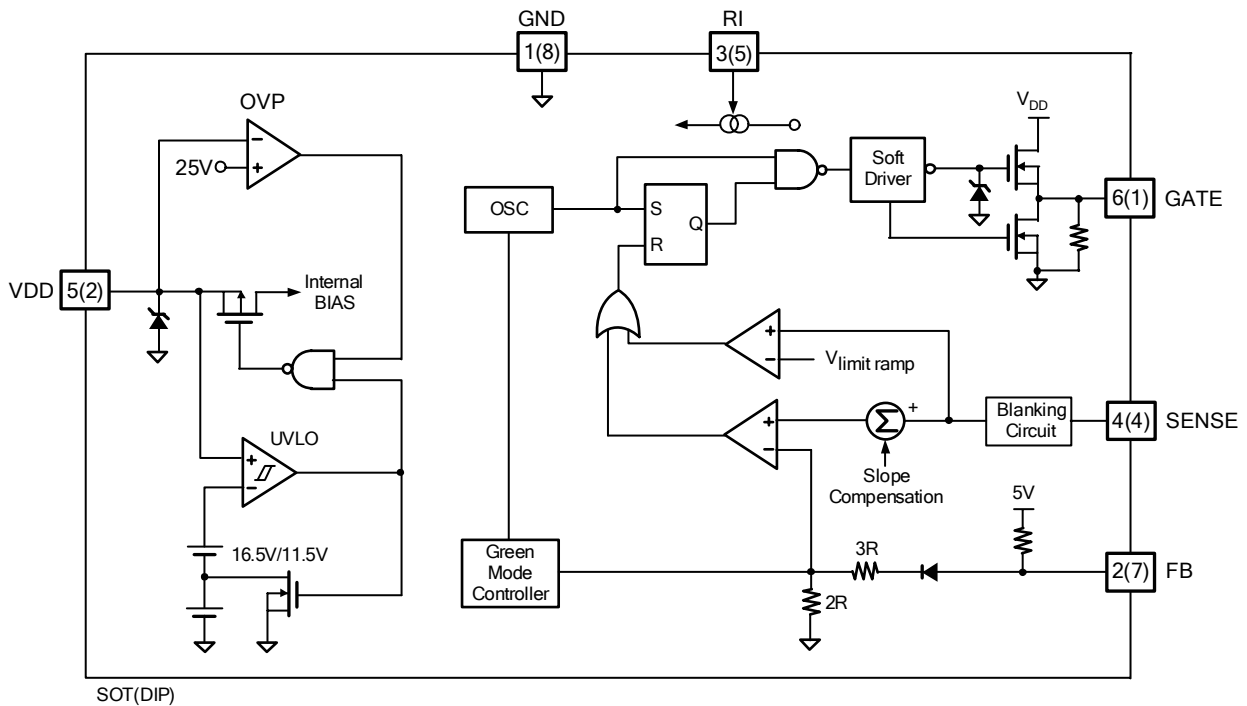 GND
1(8)
RI
3(5)
OVP
25V
-
+
VDD
5(2)
Internal
BIAS
UVLO
+
-
16.5V/11.5V
OSC
S
R
Q
Soft
Driver
VDD
6(1)
GATE
+
-
Vlimit ramp
+
-
Σ
+
Slope
Compensation
Blanking
Circuit
4(4)
SENSE
5V
3R
2R
2(7)
FB
Green
Mode
Controller
SOT(DIP)